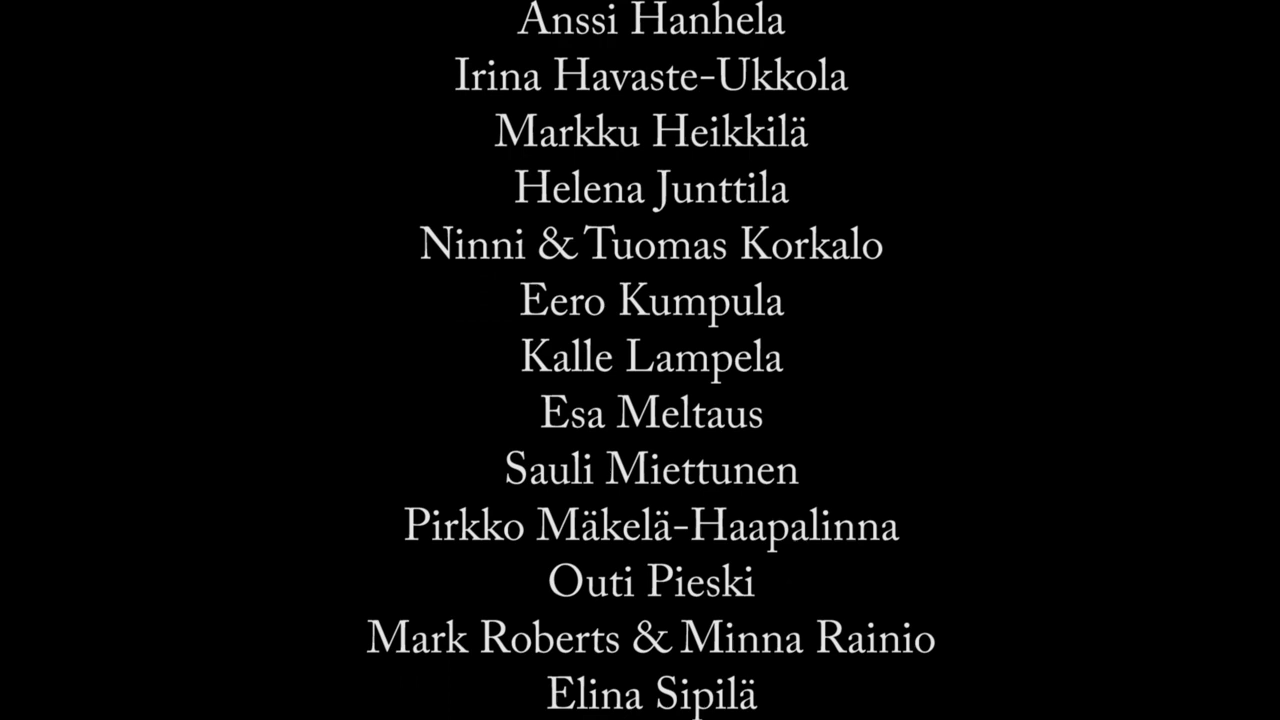 Anssi Hanhela
Irina Havaste-Ukkola
Markku Heikkilä
Helena Junttila
Ninni & Tuomas Korkalo
Eero Kumpula
Kalle Lampela
Esa Meltaus
Sauli Miettunen
Pirkko Mäkelä-Haapalinna
Outi Pieski
Mark Roberts & Minna Rainio
Elina Sipilä